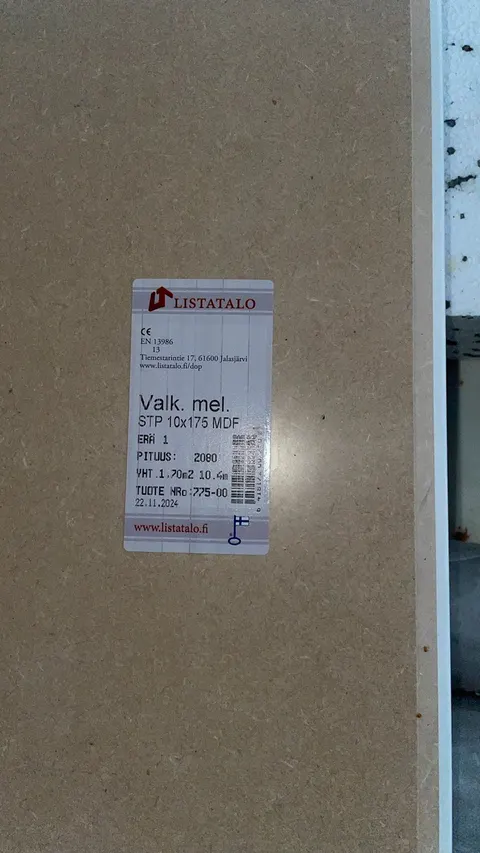 LISTATALO
CE
EN 13986
13
Tiemestarintie 17, 61600 Jalasjärvi
www.listatalo.fi/dop
Valk. mel.
STP 10x175 MDF
ERÄ 1
PITUUS: 2080
YHT.1.70m2 10.4m
TUOTE NRo:775-00
22.11.2024
www.listatalo.fi